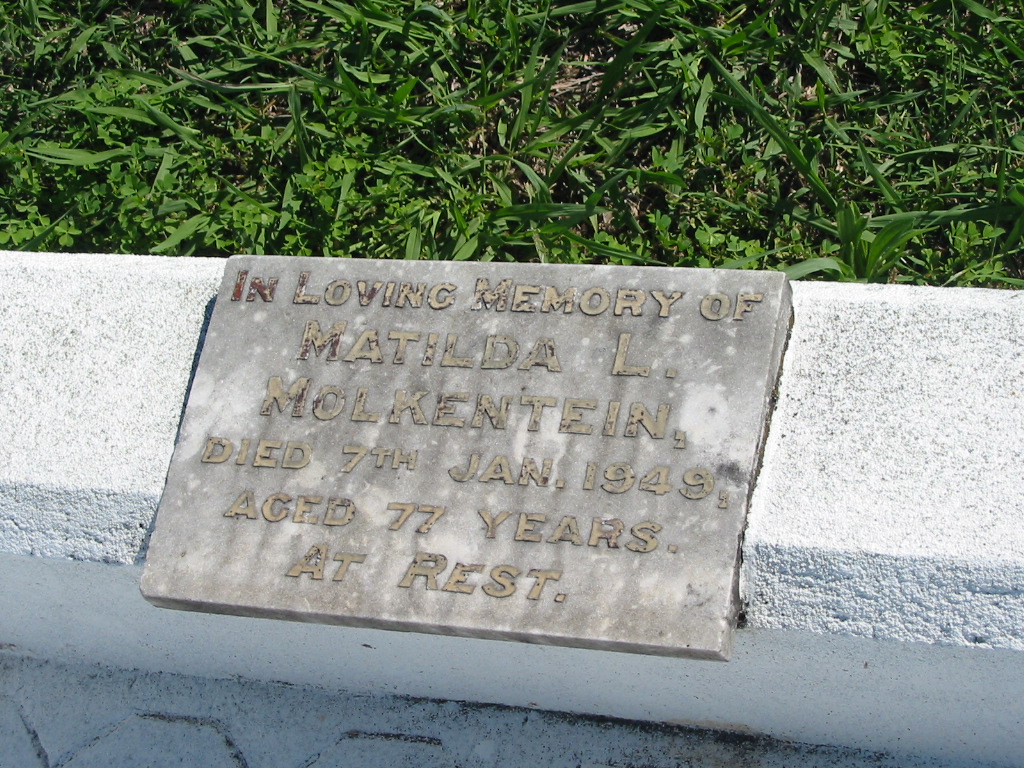 In Loving Memory of
Matilda L.
Molkentein,
Died 7th Jan. 1949,
Aged 77 Years.
At Rest.